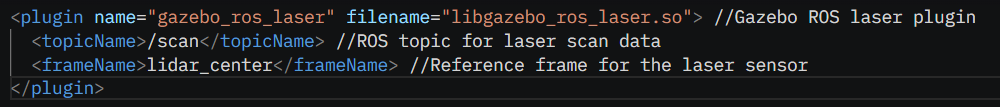 <plugin name="gazebo_ros_laser" filename="libgazebo_ros_laser.so"> //Gazebo ROS laser plugin
<topicName>/scan</topicName> //ROS topic for laser scan data
<frameName>lidar_center</frameName> //Reference frame for the laser sensor
</plugin>